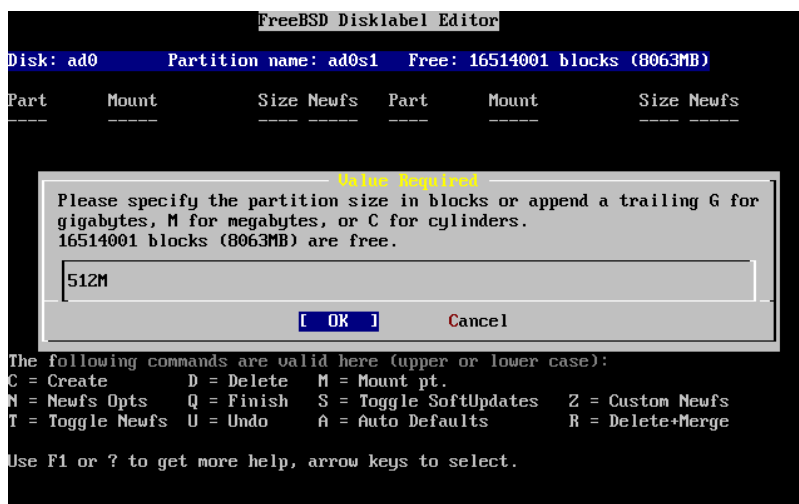 FreeBSD Disklabel Editor
Disk: ad0 Partition name: ad0s1 Free: 16514001 blocks (8063MB)
Part Mount Size Newfs Part Mount Size Newfs
---- ----- ---- ----- ---- ----- ---- -----
Value Required
Please specify the partition size in blocks or append a trailing G for
gigabytes, M for megabytes, or C for cylinders.
16514001 blocks (8063MB) are free.
512M
[ OK ] Cancel
The following commands are valid here (upper or lower case):
C = Create D = Delete M = Mount pt.
N = Newfs Opts Q = Finish S = Toggle SoftUpdates Z = Custom Newfs
T = Toggle Newfs U = Undo A = Auto Defaults R = Delete+Merge
Use F1 or ? to get more help, arrow keys to select.